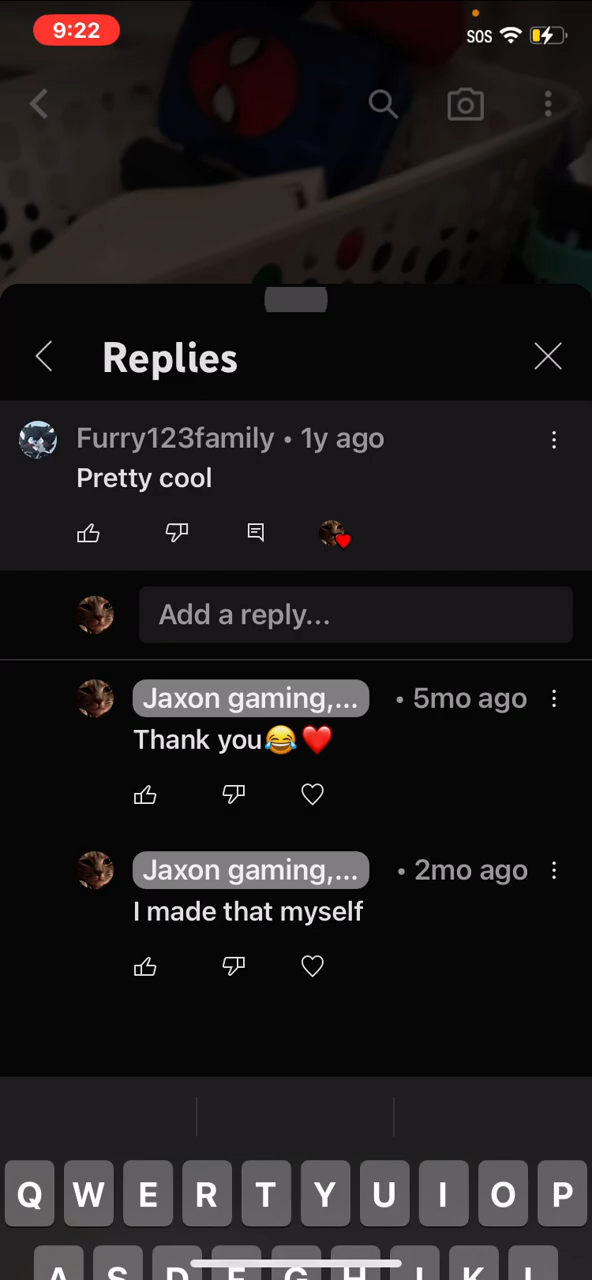 9:22
SOS
Replies
Furry123family • 1y ago
Pretty cool
Add a reply...
Jaxon gaming,... • 5mo ago
Thank you😂❤️
Jaxon gaming,... • 2mo ago
I made that myself
Q W E R T Y U I O P
A S D F G H J K L